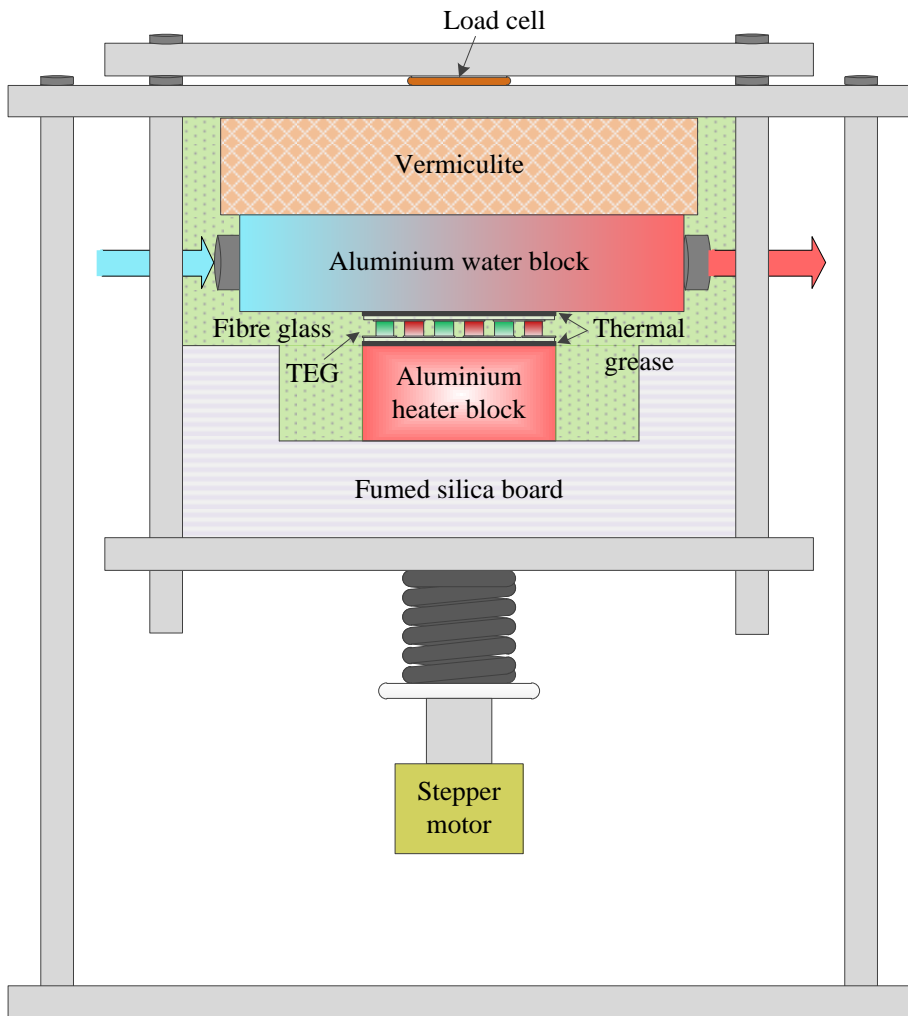 Load cell
Vermiculite
Aluminium water block
Fibre glass
Thermal
grease
TEG
Aluminium
heater block
Fumed silica board
Stepper
motor